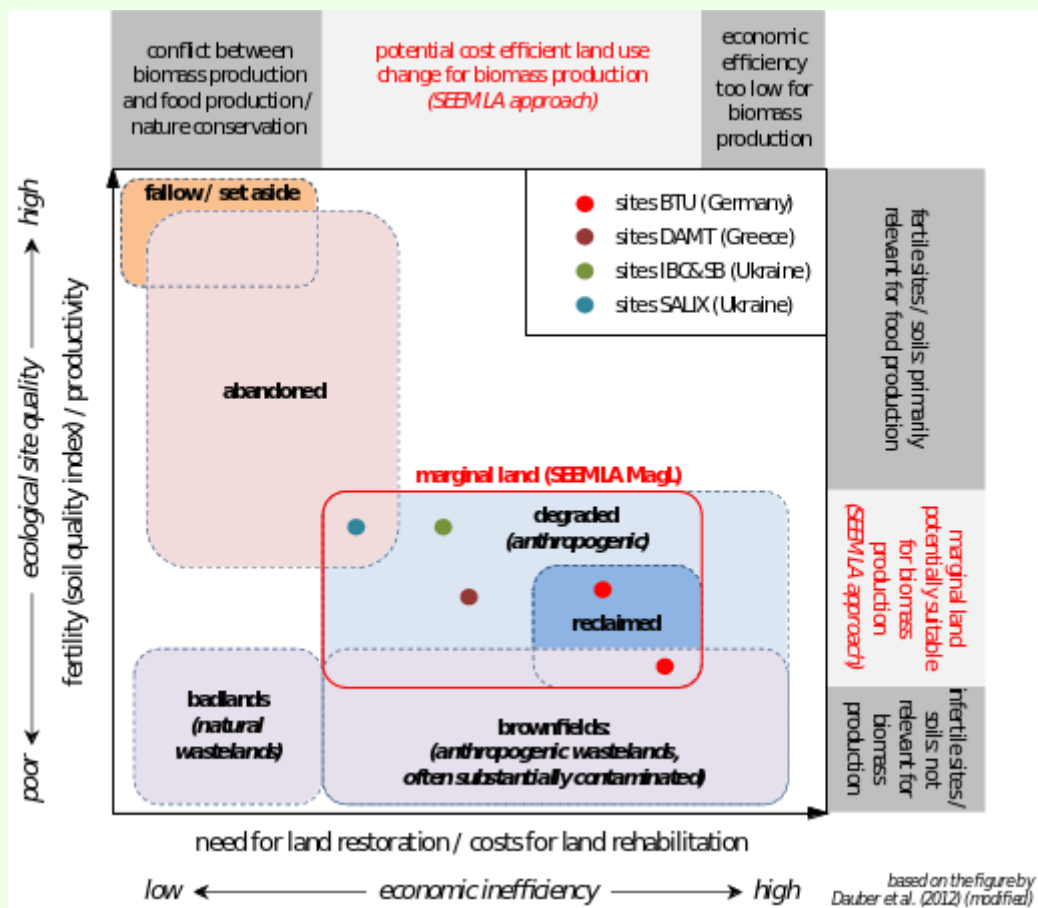 conflict between
biomass production
and food production /
nature conservation
potential cost efficient land use
change for biomass production
(SEEMLA approach)
economic
efficiency
too low for
biomass
production
high
ecological site quality
poor
fertility (soil quality index) / productivity
fallow / set aside
abandoned
sites BTU (Germany)
sites DAMT (Greece)
sites IBC&SB (Ukraine)
sites SALIX (Ukraine)
marginal land (SEEMLA MagL)
degraded
(anthropogenic)
reclaimed
badlands
(natural
wastelands)
brownfields:
(anthropogenic wastelands,
often substantially contaminated)
fertile sites / soils: primarily
relevant for food production
marginal land
potentially suitable
for biomass
production
(SEEMLA approach)
infertile sites /
soils: not
relevant for
biomass
production
need for land restoration / costs for land rehabilitation
low
economic inefficiency
high
based on the figure by
Dauber et al. (2012) (modified)